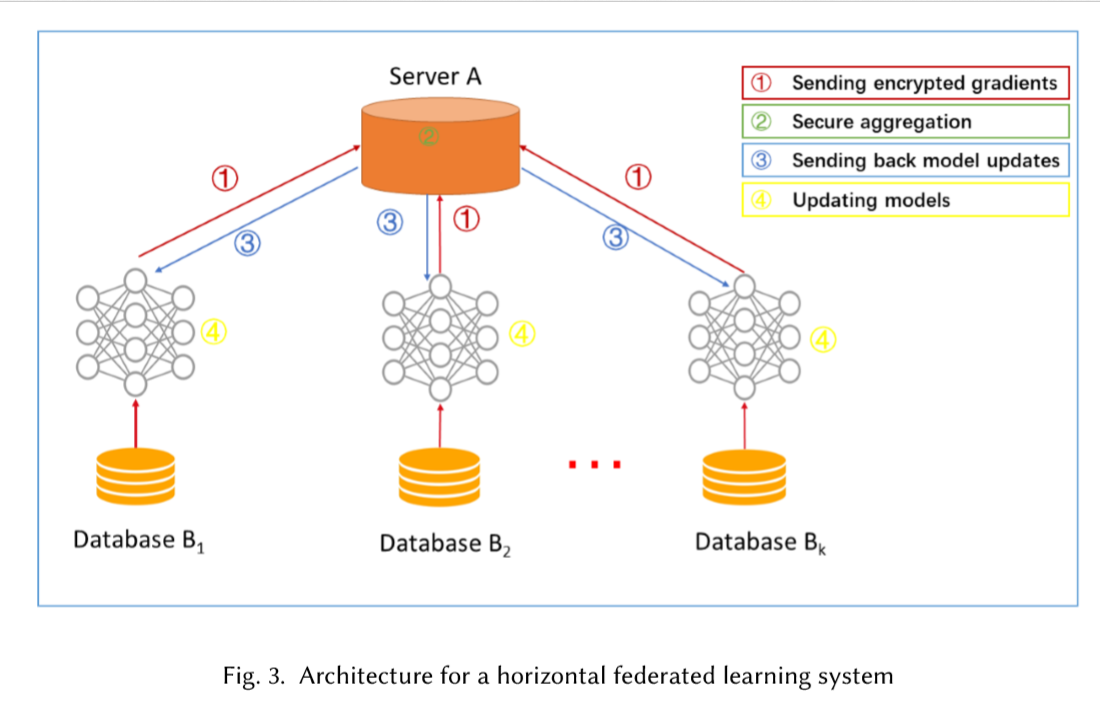 Server A
① Sending encrypted gradients
② Secure aggregation
③ Sending back model updates
④ Updating models
②
①
③
③
①
①
③
④
④
④
...
Database B₁
Database B₂
Database Bₖ
Fig. 3. Architecture for a horizontal federated learning system